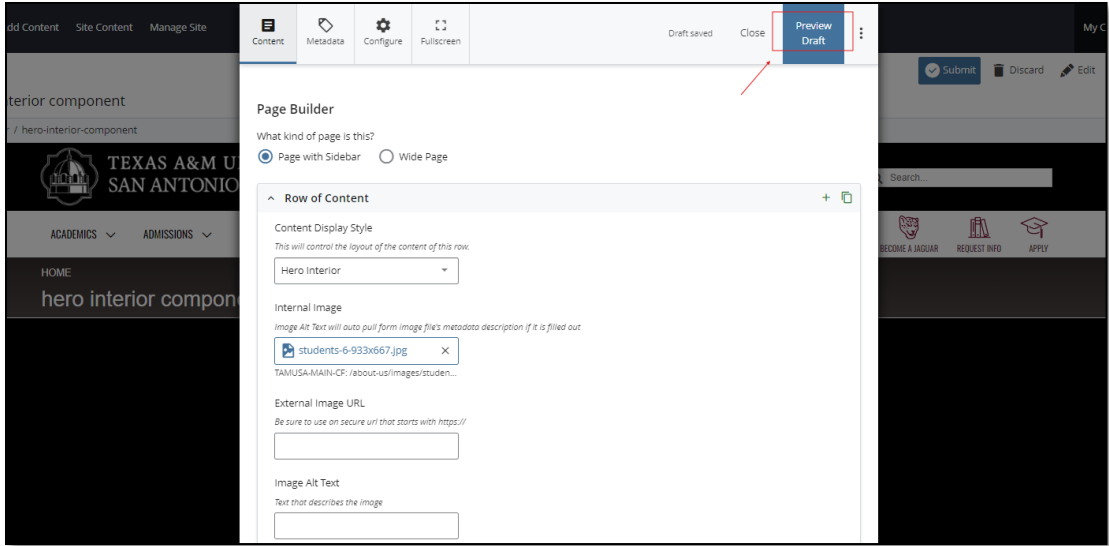 dd Content Site Content Manage Site
My C
Content Metadata Configure Fullscreen
Draft saved Close Preview
Draft
Submit Discard Edit
terior component
/ hero-interior-component
TEXAS A&M U
SAN ANTONIO
Search...
ACADEMICS ADMISSIONS
BECOME A JAGUAR REQUEST INFO APPLY
HOME
hero interior compon
Page Builder
What kind of page is this?
Page with Sidebar Wide Page
Row of Content
Content Display Style
This will control the layout of the content of this row.
Hero Interior
Internal Image
Image Alt Text will auto pull form image file's metadata description if it is filled out
students-6-933x667.jpg
TAMUSA-MAIN-CF: /about-us/images/studen...
External Image URL
Be sure to use an secure url that starts with https://
Image Alt Text
Text that describes the image